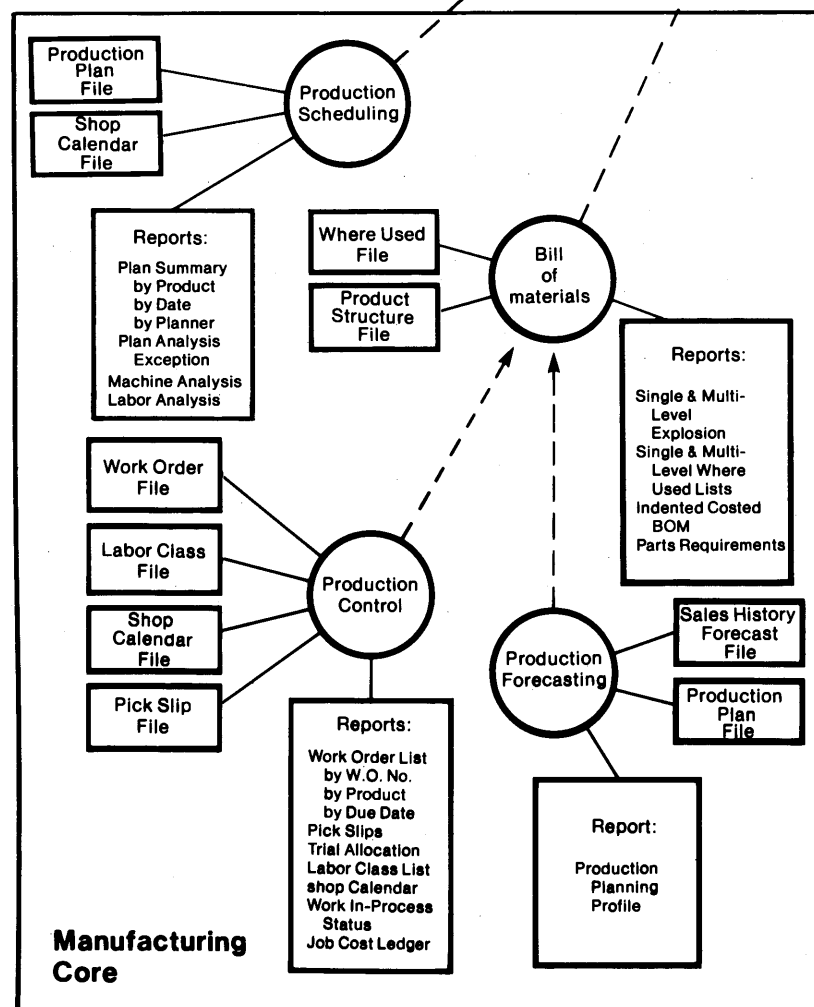 Production
Plan
File
Shop
Calendar
File
Production
Scheduling
Reports:
Plan Summary
by Product
by Date
by Planner
Plan Analysis
Exception
Machine Analysis
Labor Analysis
Where Used
File
Product
Structure
File
Bill
of
materials
Reports:
Single & Multi-
Level
Explosion
Single & Multi-
Level Where
Used Lists
Indented Costed
BOM
Parts Requirements
Work Order
File
Labor Class
File
Shop
Calendar
File
Pick Slip
File
Production
Control
Reports:
Work Order List
by W.O. No.
by Product
by Due Date
Pick Slips
Trial Allocation
Labor Class List
shop Calendar
Work In-Process
Status
Job Cost Ledger
Production
Forecasting
Sales History
Forecast
File
Production
Plan
File
Report:
Production
Planning
Profile
Manufacturing
Core